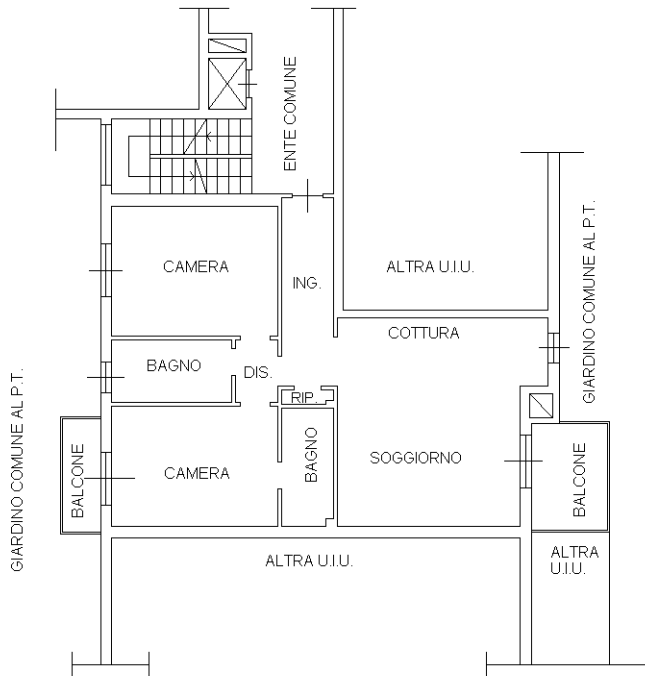 ENTE COMUNE
CAMERA
ING.
ALTRA U.I.U.
GIARDINO COMUNE AL P.T.
COTTURA
BAGNO
DIS.
RIP.
GIARDINO COMUNE AL P.T.
BALCONE
CAMERA
BAGNO
SOGGIORNO
BALCONE
ALTRA U.I.U.
ALTRA
U.I.U.